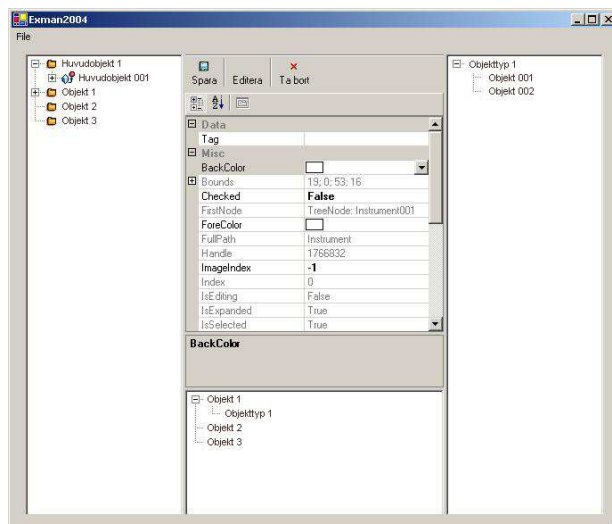 Exman2004
File
Huvudobjekt 1
Huvudobjekt 001
Objekt 1
Objekt 2
Objekt 3
Spara Editera Ta bort
Data
Tag
Misc
BackColor
Bounds 19; 0; 53; 16
Checked False
FirstNode TreeNode: Instrument001
ForeColor
FullPath Instrument
Handle 1766832
ImageIndex -1
Index 0
IsEditing False
IsExpanded True
IsSelected True
BackColor
Objekt 1
Objekttyp 1
Objekt 2
Objekt 3
Objekttyp 1
Objekt 001
Objekt 002